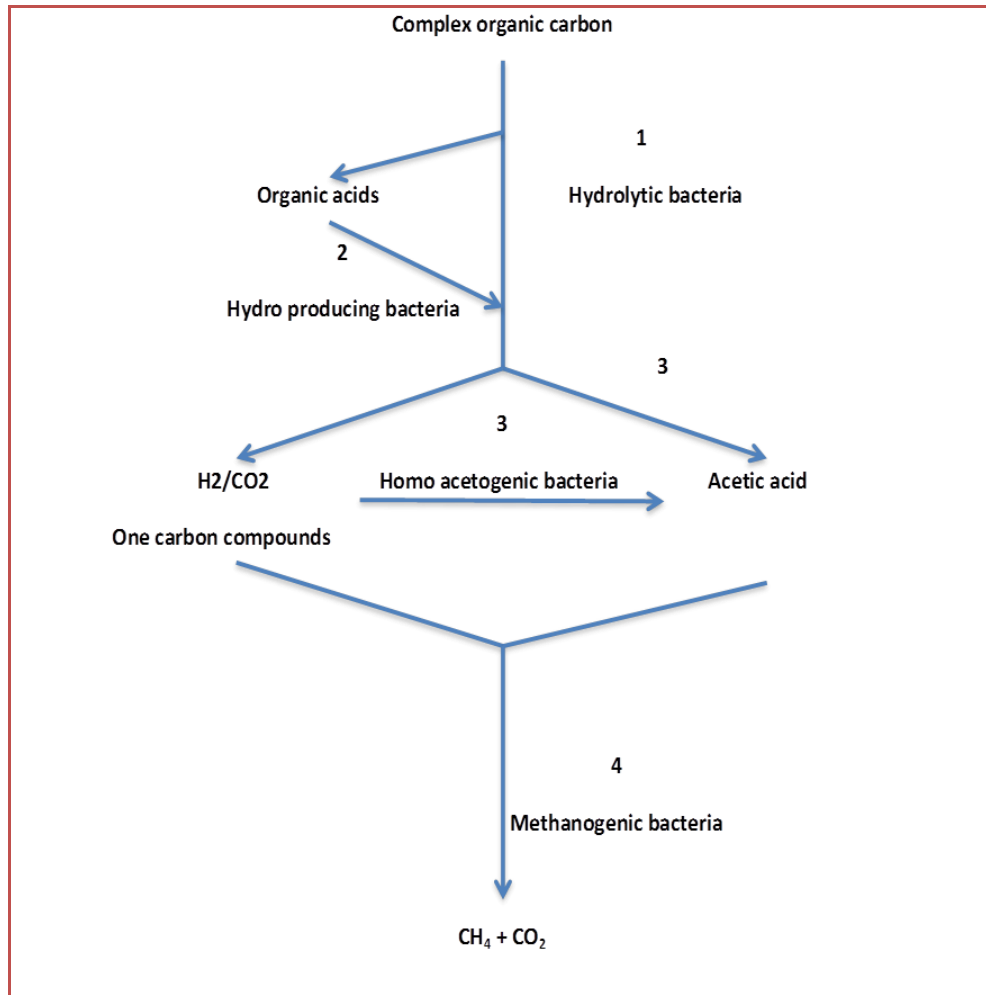 Complex organic carbon
1
Organic acids
Hydrolytic bacteria
2
Hydro producing bacteria
3
3
H2/CO2
Homo acetogenic bacteria
Acetic acid
One carbon compounds
4
Methanogenic bacteria
CH₄ + CO₂